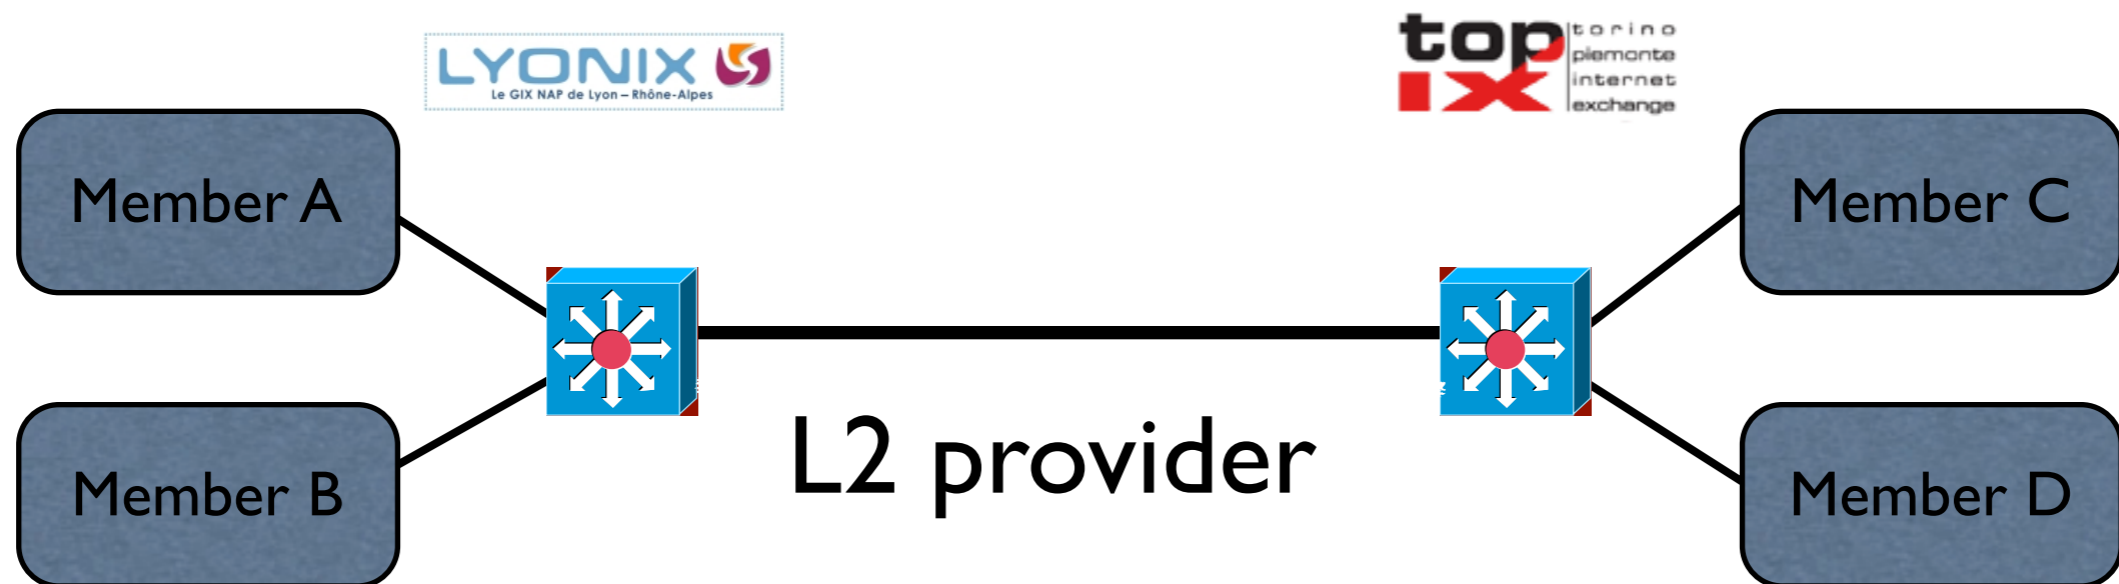 LYONIX
Le GIX NAP de Lyon – Rhône-Alpes
top
ix
torino
piemonte
internet
exchange
Member A
Member C
L2 provider
Member B
Member D